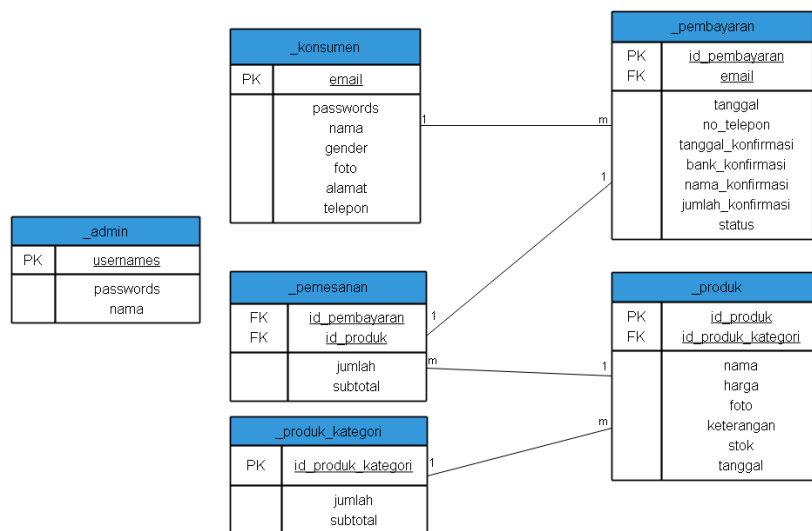 _konsumen
PK email
passwords
nama
gender
foto
alamat
telepon
_pembayaran
PK id_pembayaran
FK email
tanggal
no_telepon
tanggal_konfirmasi
bank_konfirmasi
nama_konfirmasi
jumlah_konfirmasi
status
1 m
1
1
_admin
PK usernames
passwords
nama
_pemesanan
FK id_pembayaran
FK id_produk
jumlah
subtotal
m 1
_produk
PK id_produk
FK id_produk_kategori
nama
harga
foto
keterangan
stok
tanggal
_produk_kategori
PK id_produk_kategori
jumlah
subtotal
1 m